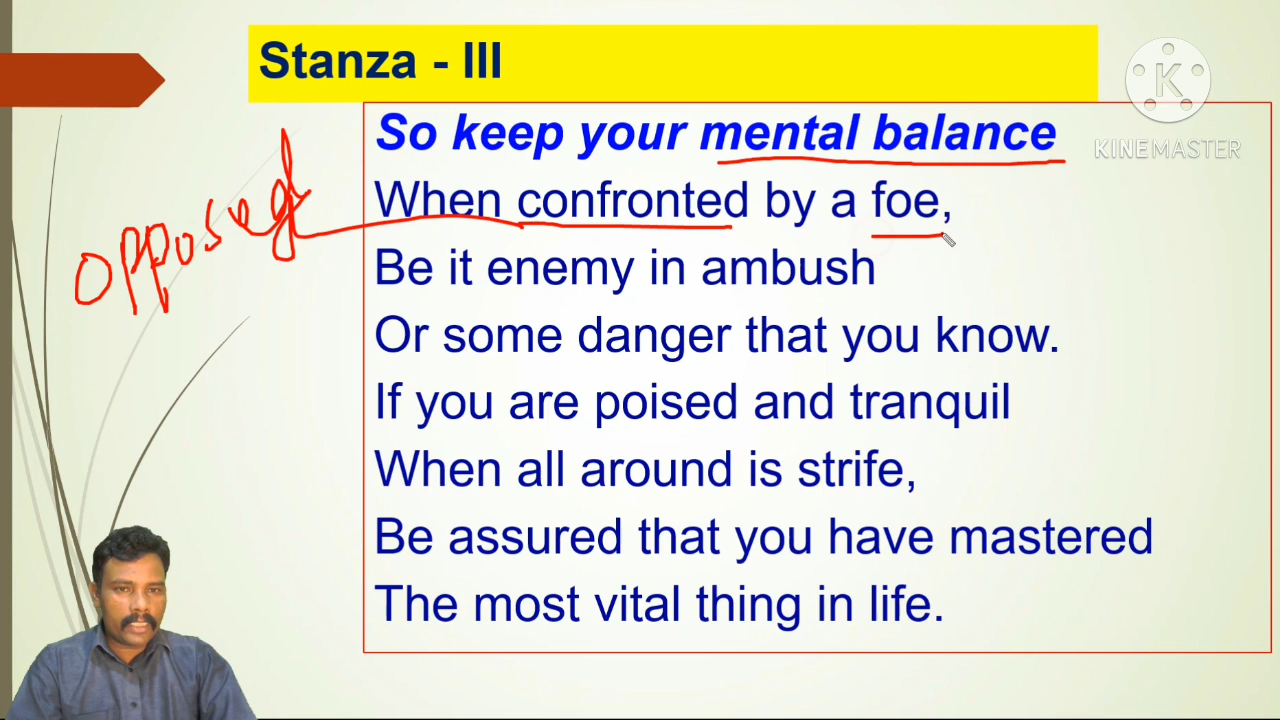 Stanza - III
KINEMASTER
So keep your mental balance
When confronted by a foe,
Be it enemy in ambush
Or some danger that you know.
If you are poised and tranquil
When all around is strife,
Be assured that you have mastered
The most vital thing in life.
opposed